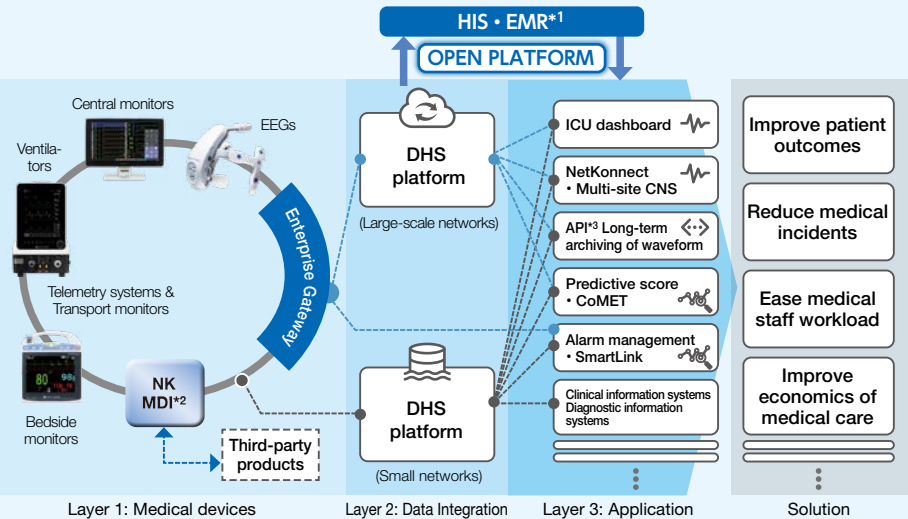 HIS • EMR*1
OPEN PLATFORM
Central monitors
EEGs
Ventila-
tors
Enterprise Gateway
Telemetry systems &
Transport monitors
80
98
Bedside
monitors
NK
MDI*2
Third-party
products
Layer 1: Medical devices
DHS
platform
(Large-scale networks)
DHS
platform
(Small networks)
Layer 2: Data Integration
ICU dashboard
NetKonnect
• Multi-site CNS
API*3 Long-term
archiving of waveform
Predictive score
• CoMET
Alarm management
• SmartLink
Clinical information systems
Diagnostic information
systems
Layer 3: Application
Improve patient
outcomes
Reduce medical
incidents
Ease medical
staff workload
Improve
economics of
medical care
Solution